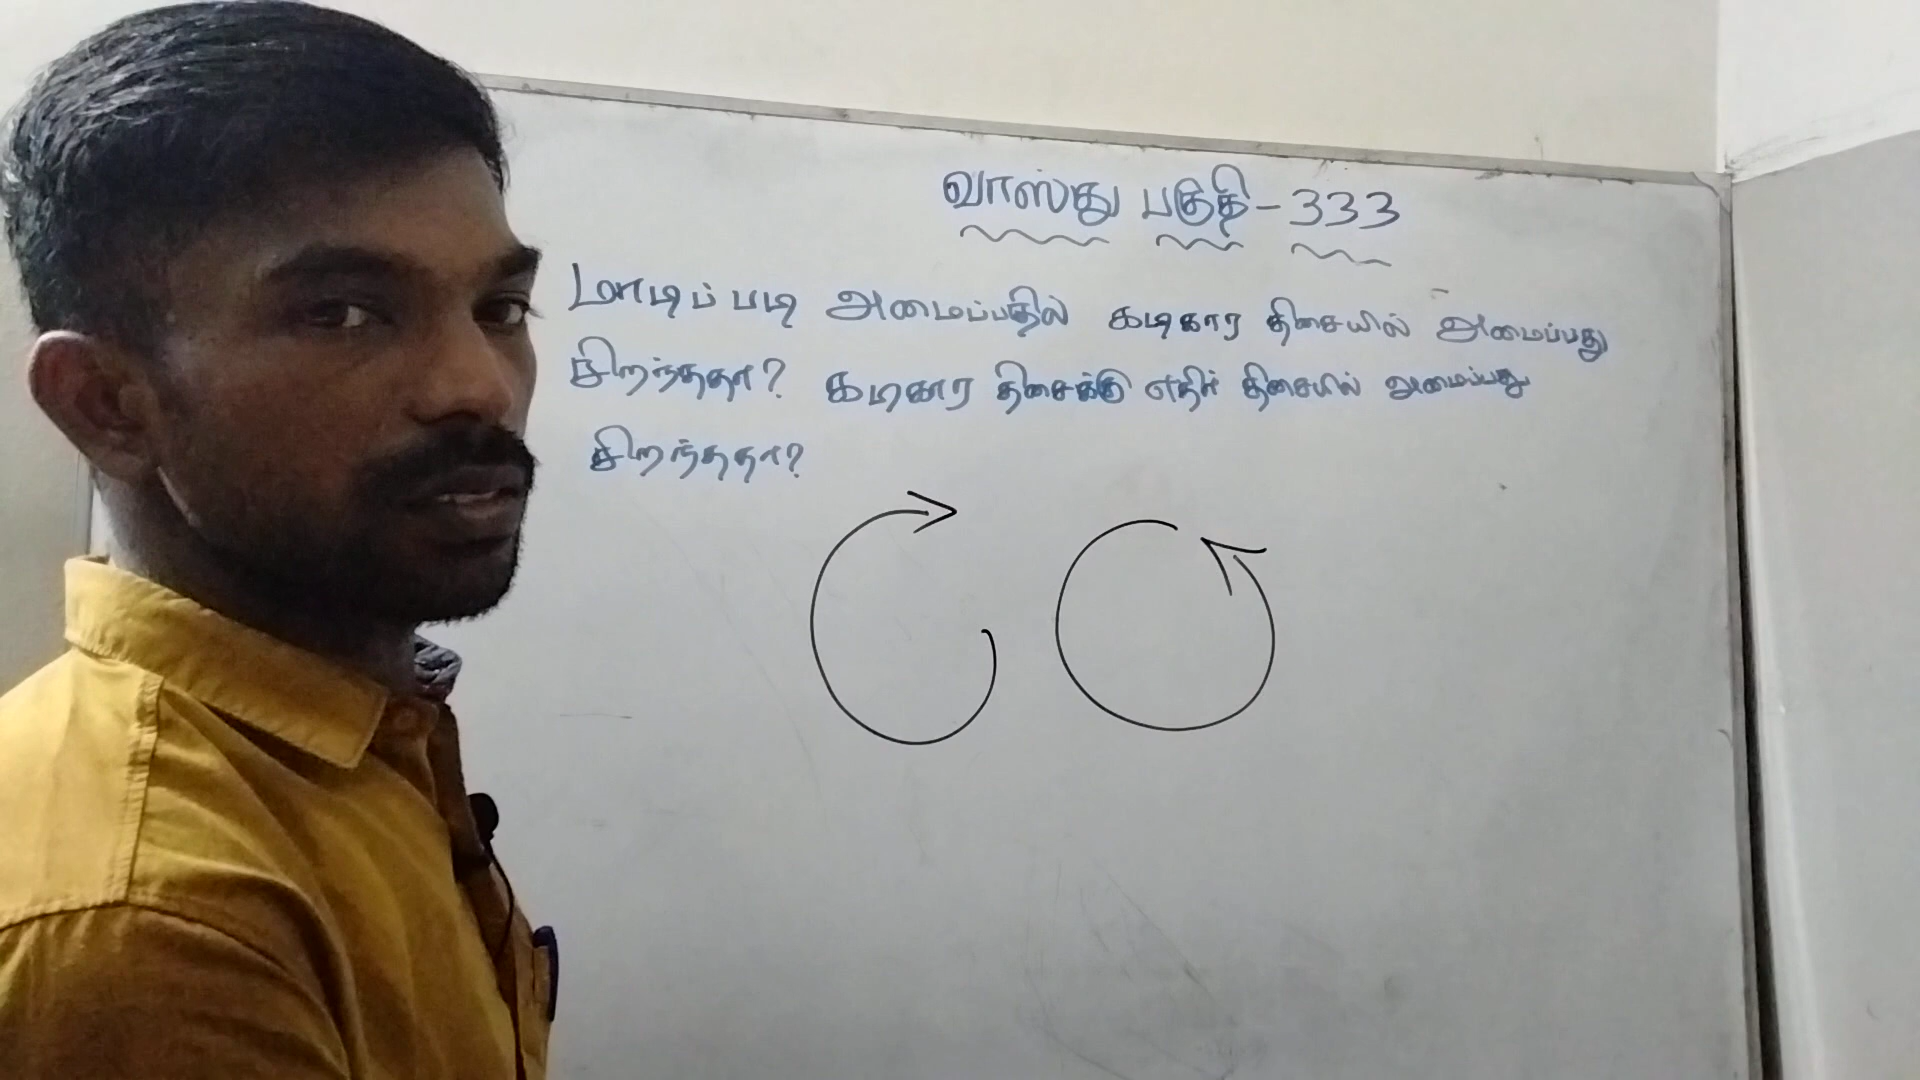 வாஸ்து பகுதி - 333
மாடிப் படி அமைப்பதில் கடிகார திசையில் அமைப்பது
சிறந்ததா? கடிகார திசைக்கு எதிர் திசையில் அமைப்பது
சிறந்ததா?